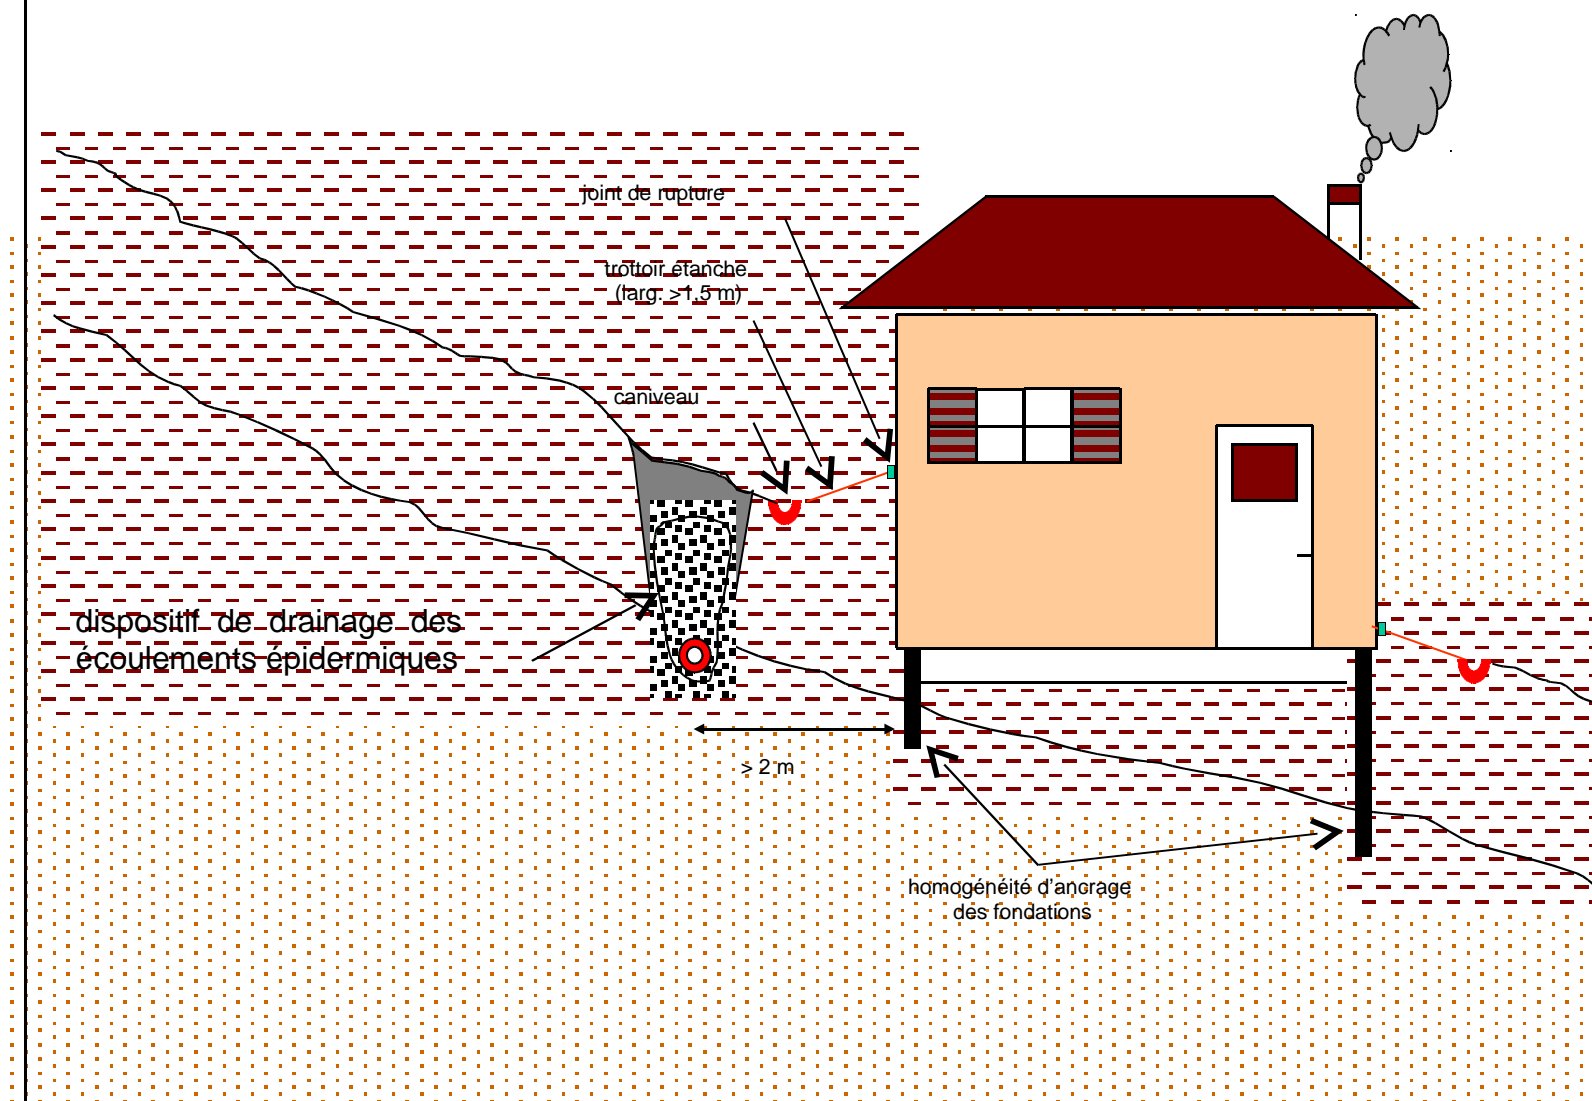 joint de rupture
trottoir étanche
(larg. >1,5 m)
caniveau
dispositif de drainage des
écoulements épidermiques
> 2 m
homogénéité d'ancrage
des fondations